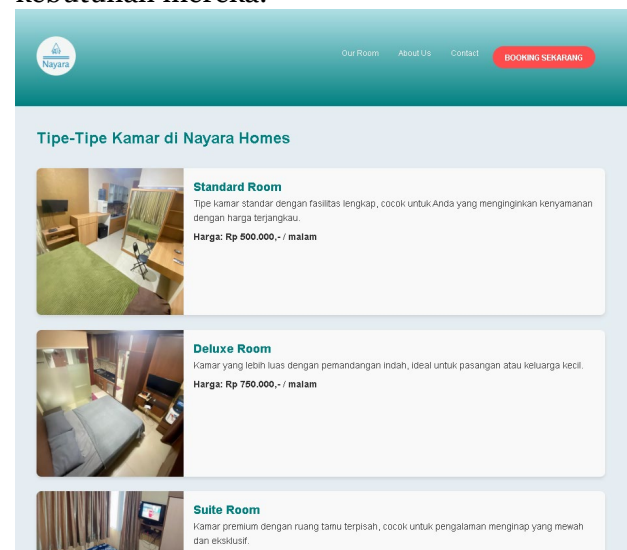 kebutuhan mereka.
Nayara
Our Room About Us Contact BOOKING SEKARANG
Tipe-Tipe Kamar di Nayara Homes
Standard Room
Tipe kamar standar dengan fasilitas lengkap, cocok untuk Anda yang menginginkan kenyamanan
dengan harga terjangkau.
Harga: Rp 500.000,- / malam
Deluxe Room
Kamar yang lebih luas dengan pemandangan indah, ideal untuk pasangan atau keluarga kecil.
Harga: Rp 750.000,- / malam
Suite Room
Kamar premium dengan ruang tamu terpisah, cocok untuk pengalaman menginap yang mewah
dan eksklusif.